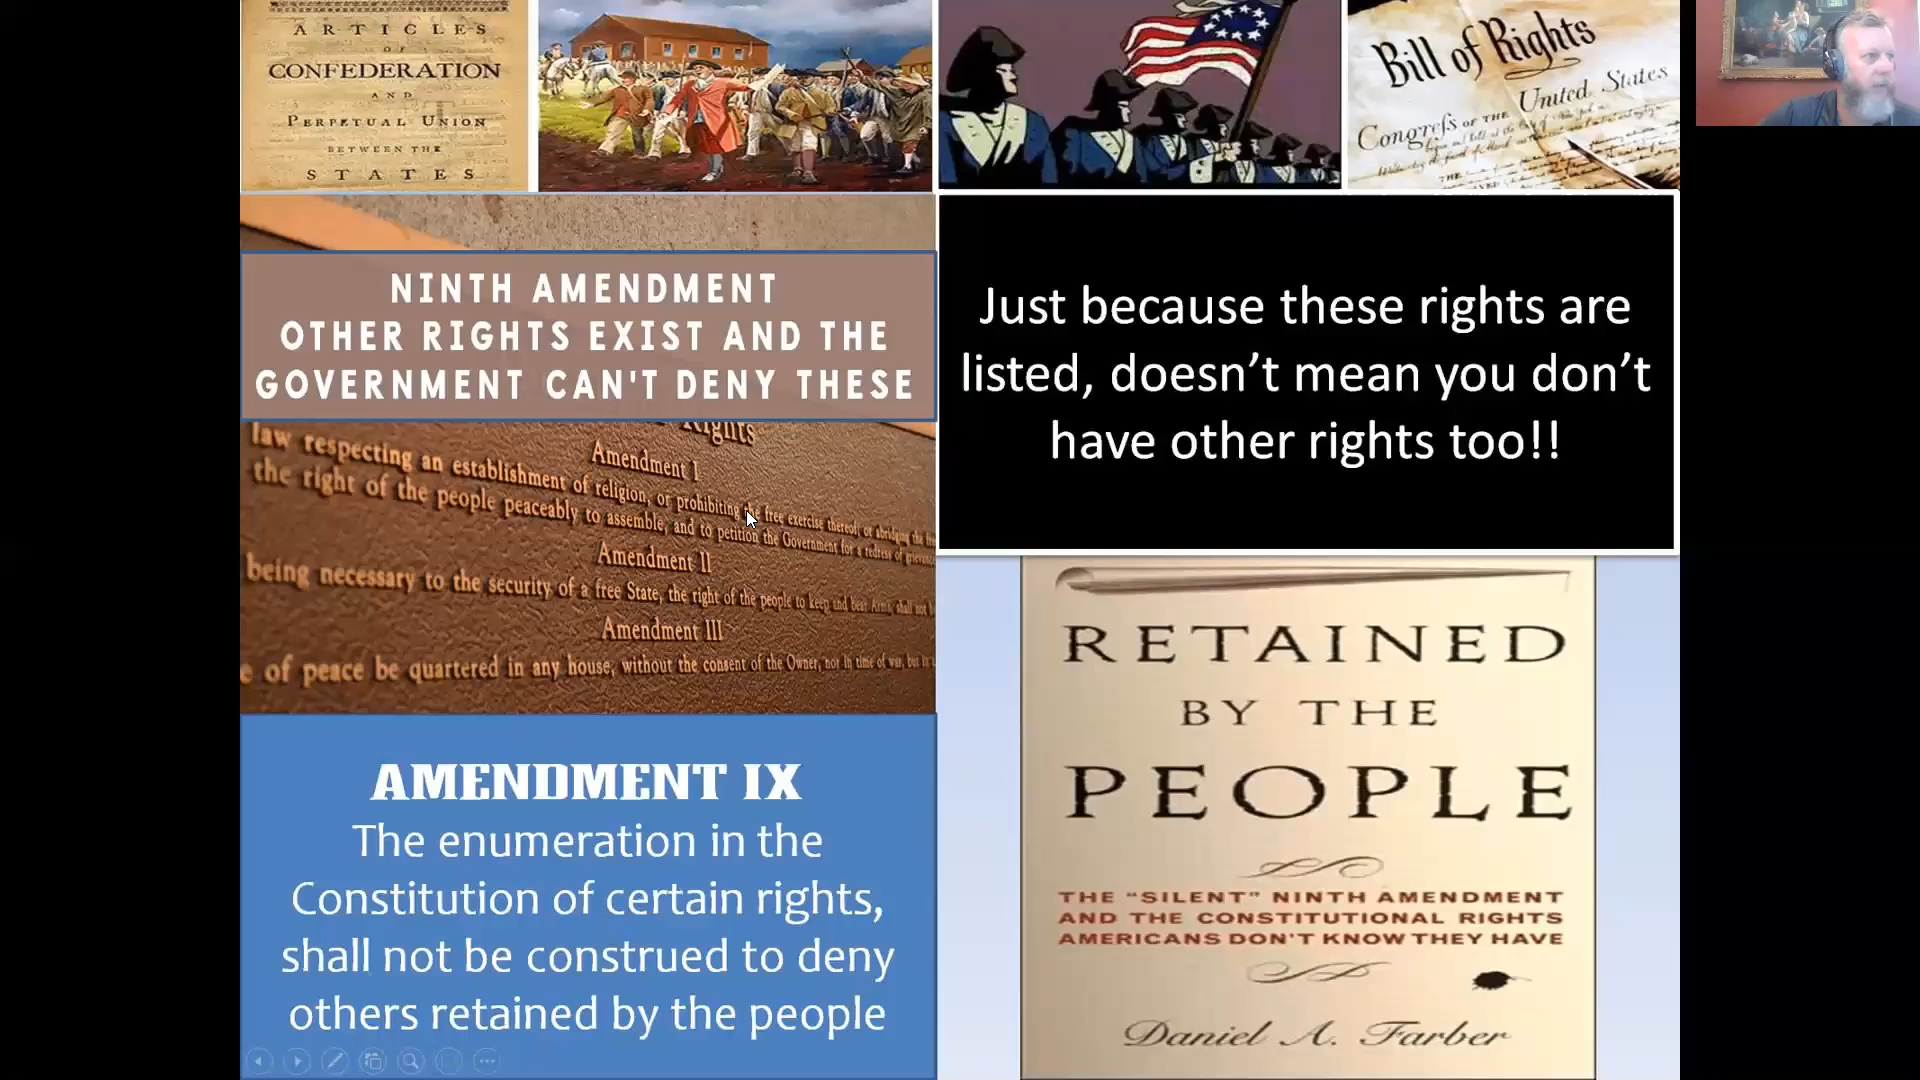 ARTICLES
OF
CONFEDERATION
AND
PERPETUAL UNION
BETWEEN THE
STATES
Bill of Rights
Congreſs OF THE United States
NINTH AMENDMENT
OTHER RIGHTS EXIST AND THE
GOVERNMENT CAN'T DENY THESE
Just because these rights are
listed, doesn’t mean you don’t
have other rights too!!
Rights
Amendment I
law respecting an establishment of religion, or prohibiting the free exercise thereof, or abridging the
the right of the people peaceably to assemble, and to petition the Government for a redress of
Amendment II
being necessary to the security of a free State, the right of the people to keep and bear Arms, shall not
Amendment III
e of peace be quartered in any house, without the consent of the Owner, nor in time of war, but
AMENDMENT IX
The enumeration in the
Constitution of certain rights,
shall not be construed to deny
others retained by the people
RETAINED
BY THE
PEOPLE
THE “SILENT” NINTH AMENDMENT
AND THE CONSTITUTIONAL RIGHTS
AMERICANS DON'T KNOW THEY HAVE
Daniel A. Farber